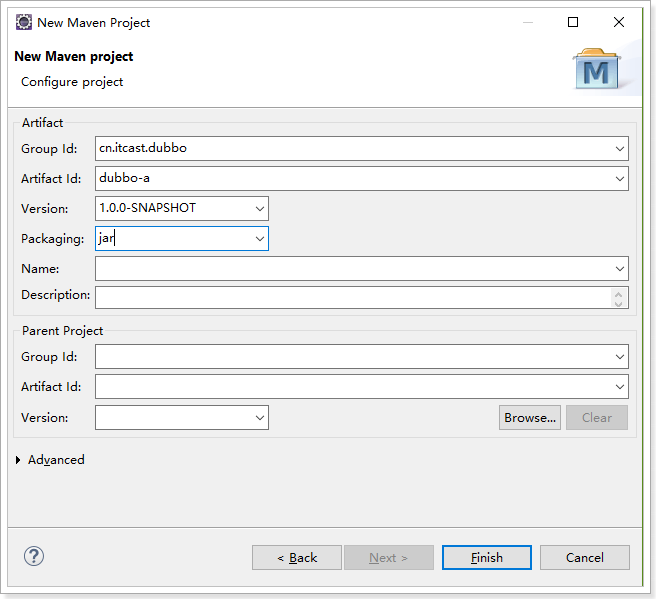 New Maven Project
New Maven project
Configure project
M
Artifact
Group Id: cn.itcast.dubbo
Artifact Id: dubbo-a
Version: 1.0.0-SNAPSHOT
Packaging: jar
Name:
Description:
Parent Project
Group Id:
Artifact Id:
Version: Browse... Clear
Advanced
? < Back Next > Finish Cancel